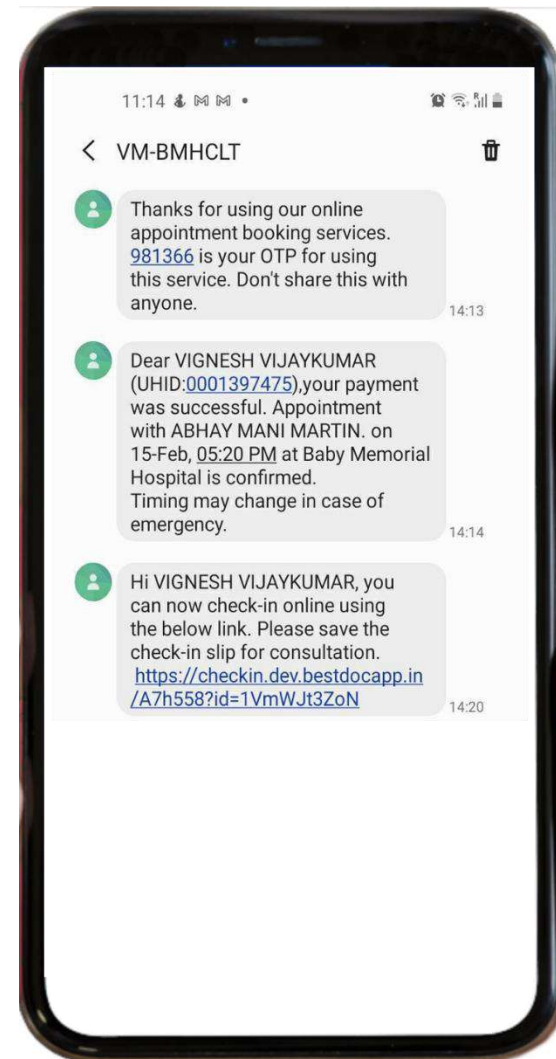 11:14
VM-BMHCLT
Thanks for using our online
appointment booking services.
981366 is your OTP for using
this service. Don't share this with
anyone.
14:13
Dear VIGNESH VIJAYKUMAR
(UHID:0001397475),your payment
was successful. Appointment
with ABHAY MANI MARTIN. on
15-Feb, 05:20 PM at Baby Memorial
Hospital is confirmed.
Timing may change in case of
emergency.
14:14
Hi VIGNESH VIJAYKUMAR, you
can now check-in online using
the below link. Please save the
check-in slip for consultation.
https://checkin.dev.bestdocapp.in
/A7h558?id=1VmWJt3ZoN
14:20